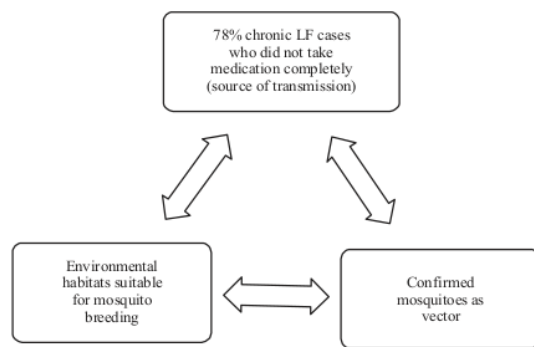 78% chronic LF cases
who did not take
medication completely
(source of transmission)
Environmental
habitats suitable
for mosquito
breeding
Confirmed
mosquitoes as
vector